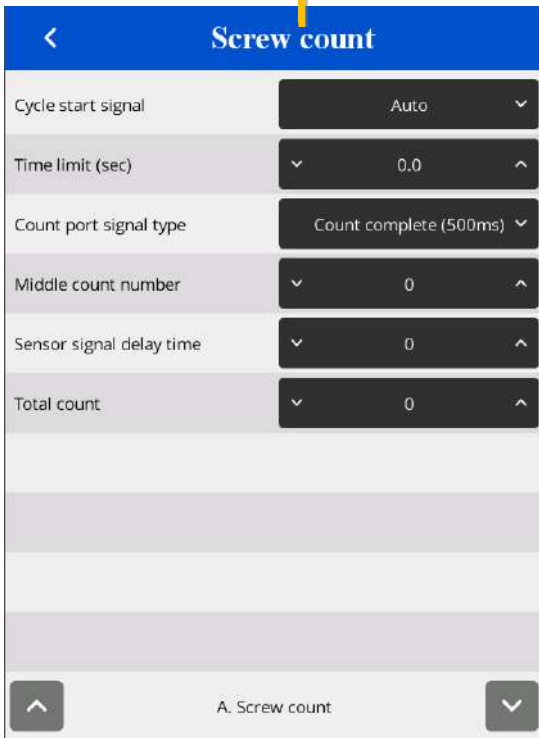 Screw count
Cycle start signal Auto
Time limit (sec) 0.0
Count port signal type Count complete (500ms)
Middle count number 0
Sensor signal delay time 0
Total count 0
A. Screw count